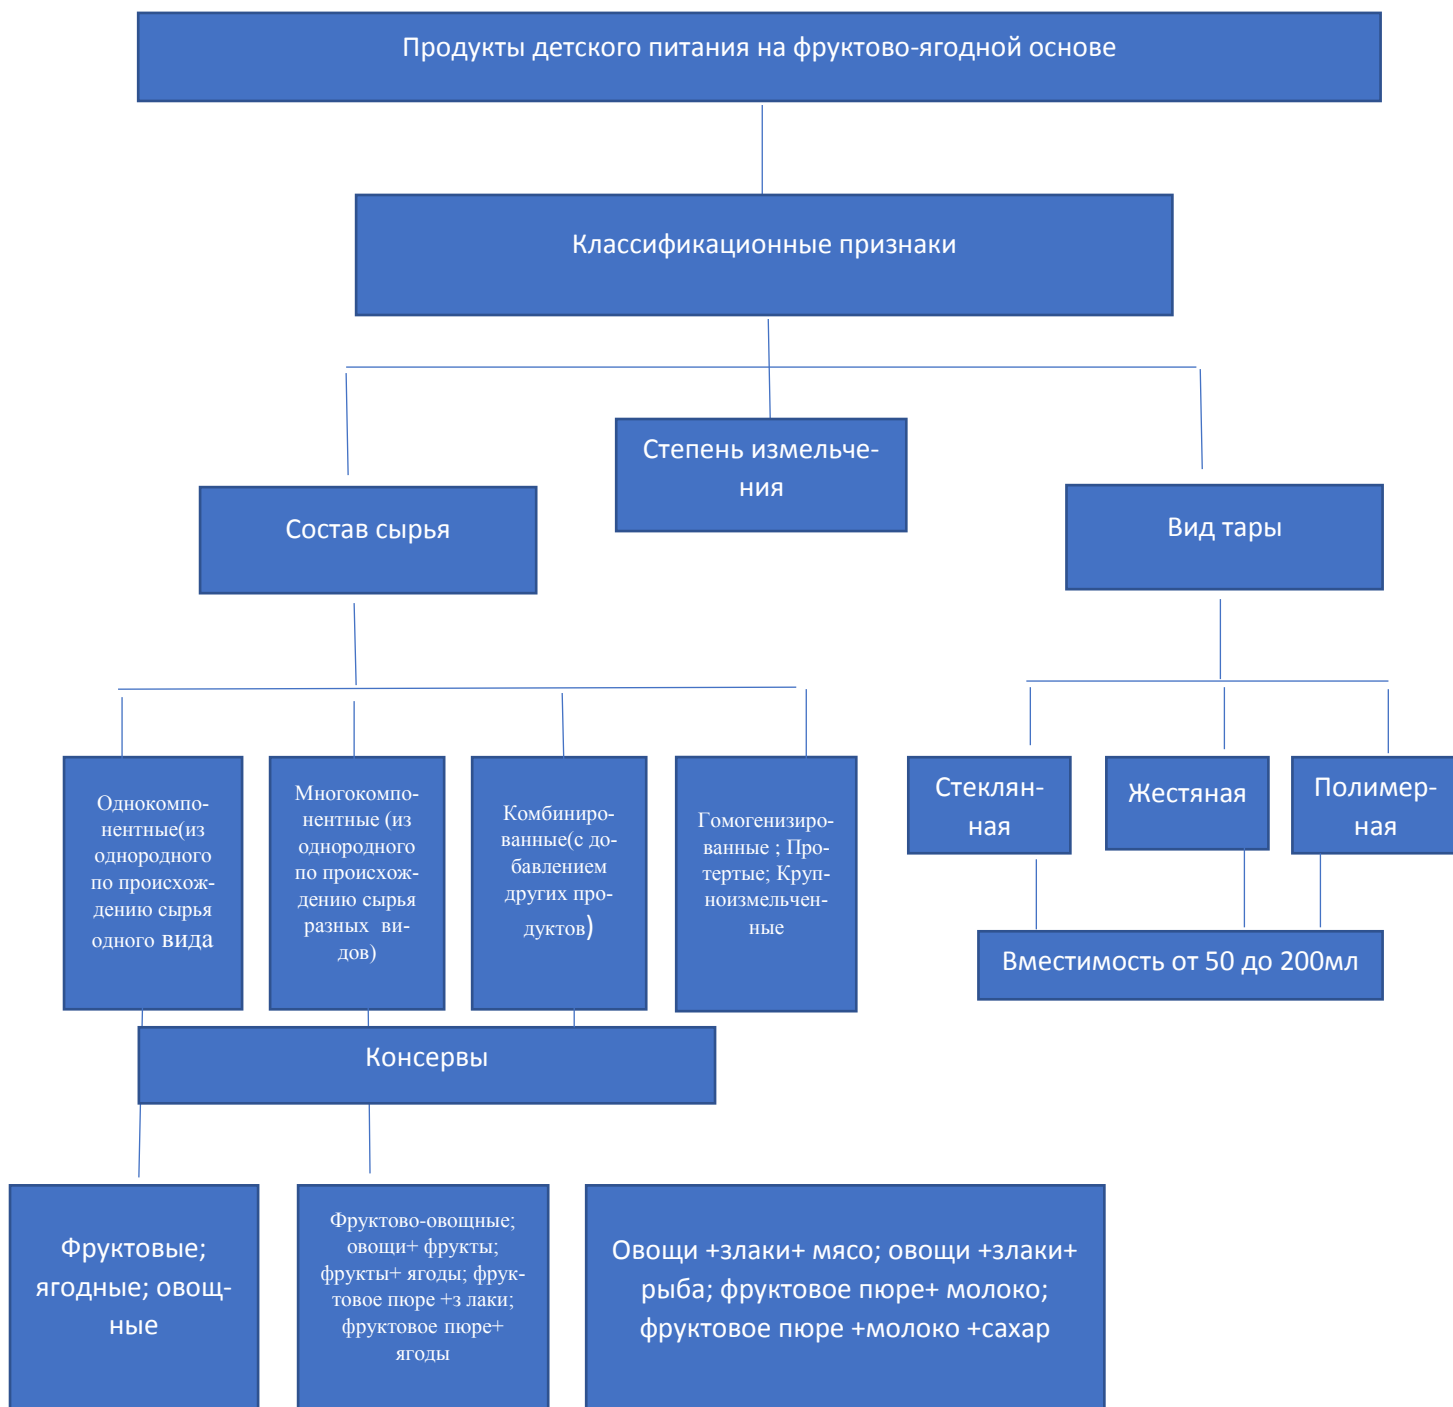 Продукты детского питания на фруктово-ягодной основе
Классификационные признаки
Степень измельче-
ния
Состав сырья
Вид тары
Однокомпо-
нентные(из
однородного
по происхож-
дению сырья
одного вида
Многокомпо-
нентные (из
однородного
по происхож-
дению сырья
разных ви-
дов)
Комбиниро-
ванные(с до-
бавлением
других про-
дуктов)
Гомогенизиро-
ванные ; Про-
тертые; Круп-
ноизмельчен-
ные
Стеклян-
ная
Жестяная
Полимер-
ная
Вместимость от 50 до 200мл
Консервы
Фруктовые;
ягодные; овощ-
ные
Фруктово-овощные;
овощи+ фрукты;
фрукты+ ягоды; фрук-
товое пюре +з лаки;
фруктовое пюре+
ягоды
Овощи +злаки+ мясо; овощи +злаки+
рыба; фруктовое пюре+ молоко;
фруктовое пюре +молоко +сахар